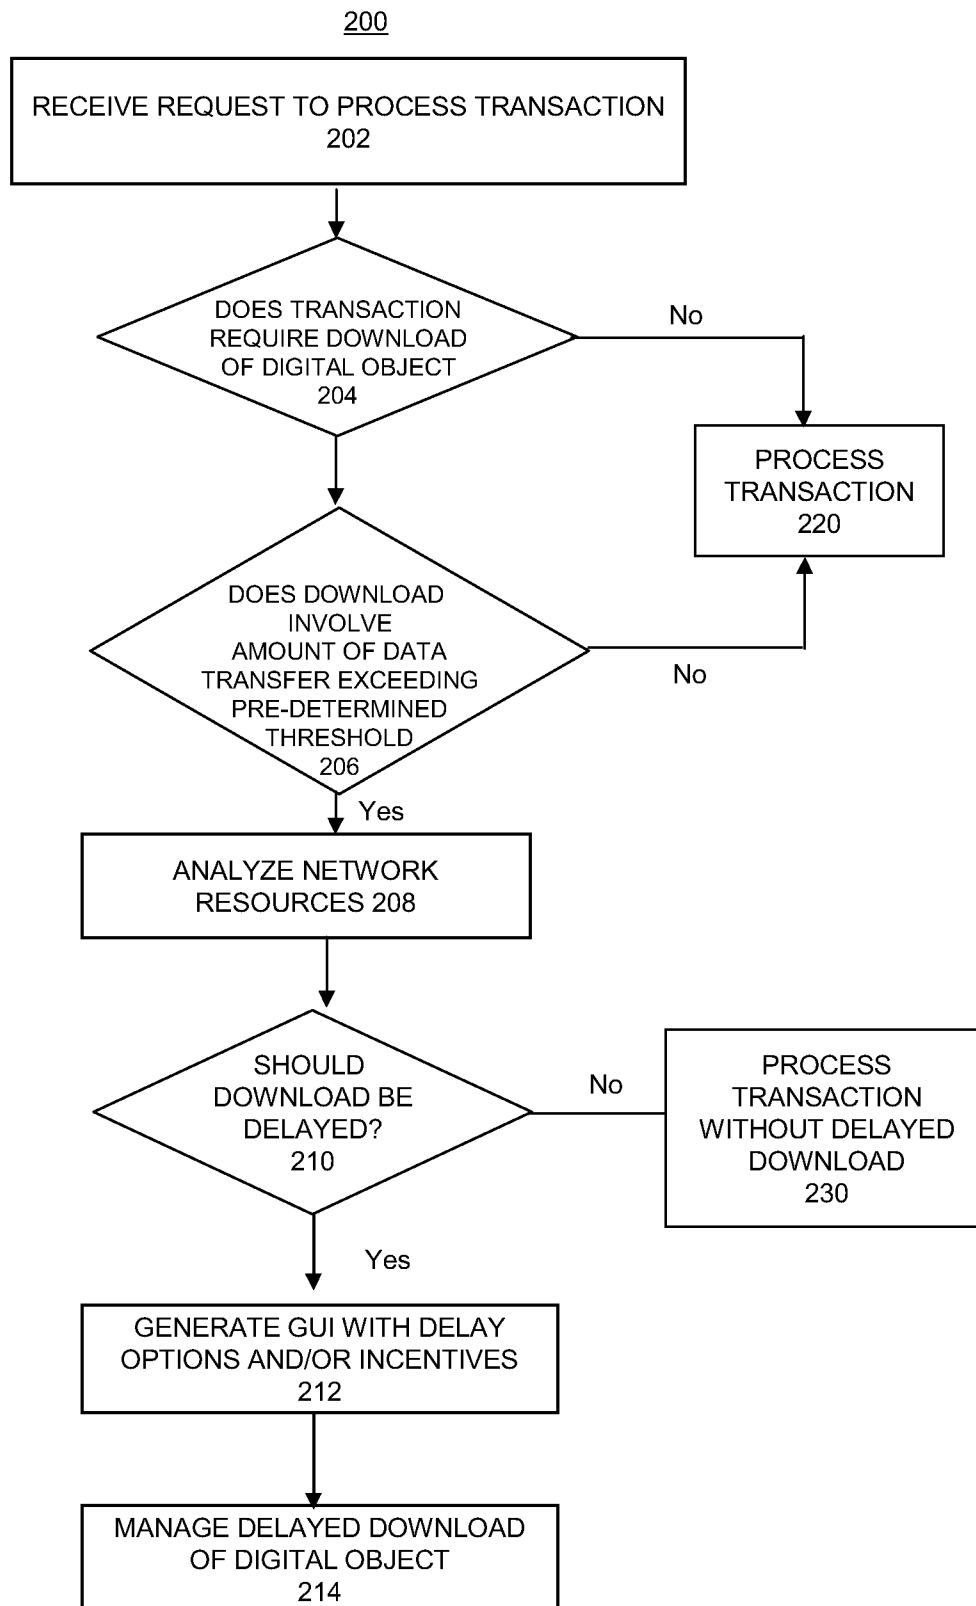 200
RECEIVE REQUEST TO PROCESS TRANSACTION
202
DOES TRANSACTION
REQUIRE DOWNLOAD
OF DIGITAL OBJECT
204
No
PROCESS
TRANSACTION
220
DOES DOWNLOAD
INVOLVE
AMOUNT OF DATA
TRANSFER EXCEEDING
PRE-DETERMINED
THRESHOLD
206
No
Yes
ANALYZE NETWORK
RESOURCES 208
SHOULD
DOWNLOAD BE
DELAYED?
210
No
PROCESS
TRANSACTION
WITHOUT DELAYED
DOWNLOAD
230
Yes
GENERATE GUI WITH DELAY
OPTIONS AND/OR INCENTIVES
212
MANAGE DELAYED DOWNLOAD
OF DIGITAL OBJECT
214